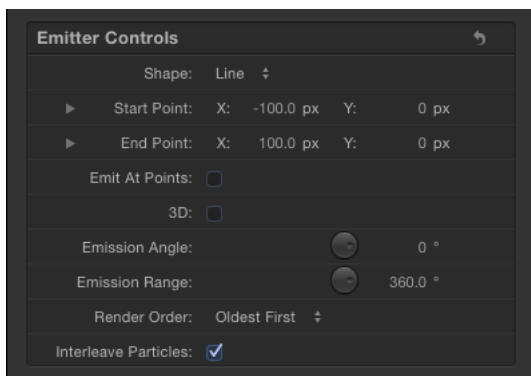 Emitter Controls
Shape: Line
Start Point: X: -100.0 px Y: 0 px
End Point: X: 100.0 px Y: 0 px
Emit At Points:
3D:
Emission Angle: 0 °
Emission Range: 360.0 °
Render Order: Oldest First
Interleave Particles: